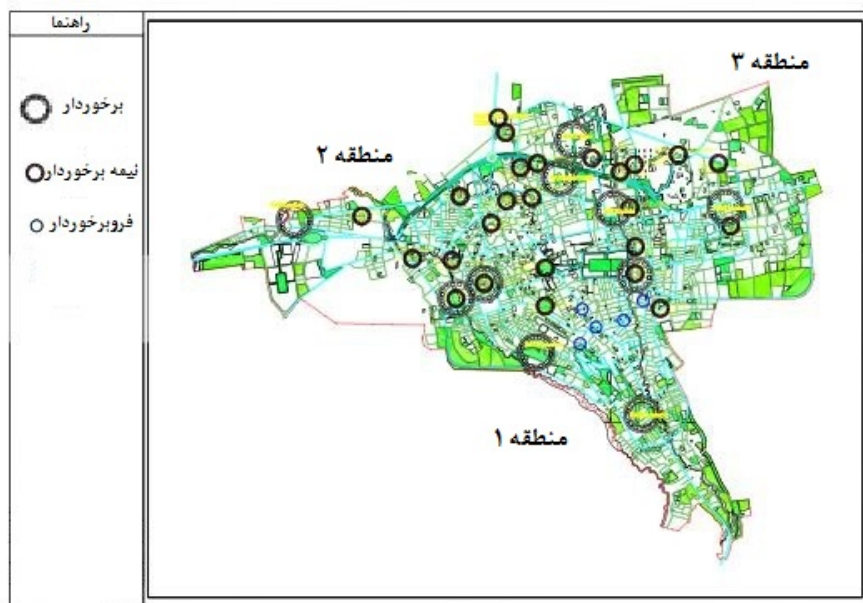 راهنما
برخوردار
نیمه برخوردار
فروبرخوردار
منطقه ۳
منطقه ۲
منطقه ۱